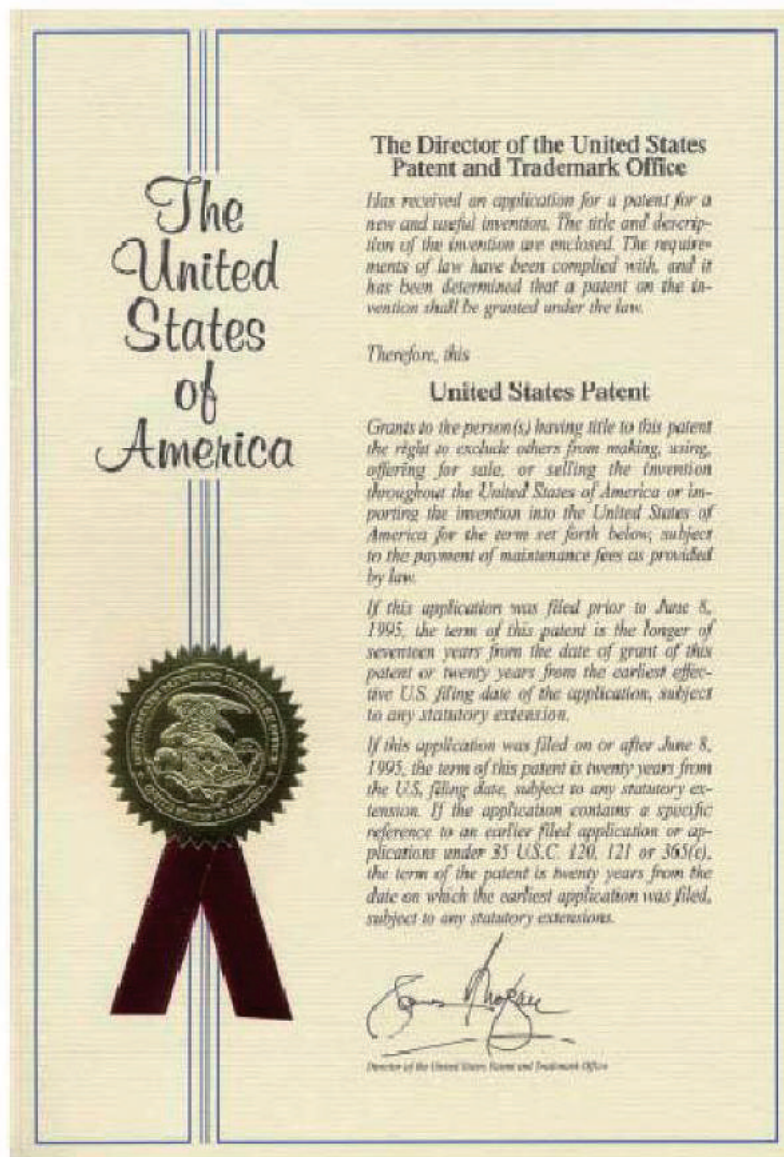 The
United
States
of
America
The Director of the United States
Patent and Trademark Office
Has received an application for a patent for a
new and useful invention. The title and descrip-
tion of the invention are enclosed. The require-
ments of law have been complied with, and it
has been determined that a patent on the in-
vention shall be granted under the law.
Therefore, this
United States Patent
Grants to the person(s) having title to this patent
the right to exclude others from making, using,
offering for sale, or selling the invention
throughout the United States of America or im-
porting the invention into the United States of
America for the term set forth below, subject
to the payment of maintenance fees as provided
by law.
If this application was filed prior to June 8,
1995, the term of this patent is the longer of
seventeen years from the date of grant of this
patent or twenty years from the earliest effec-
tive U.S. filing date of the application, subject
to any statutory extension.
If this application was filed on or after June 8,
1995, the term of this patent is twenty years from
the U.S. filing date, subject to any statutory ex-
tension. If the application contains a specific
reference to an earlier filed application or ap-
plications under 35 U.S.C. 120, 121 or 365(c),
the term of the patent is twenty years from the
date on which the earliest application was filed,
subject to any statutory extensions.
Director of the United States Patent and Trademark Office